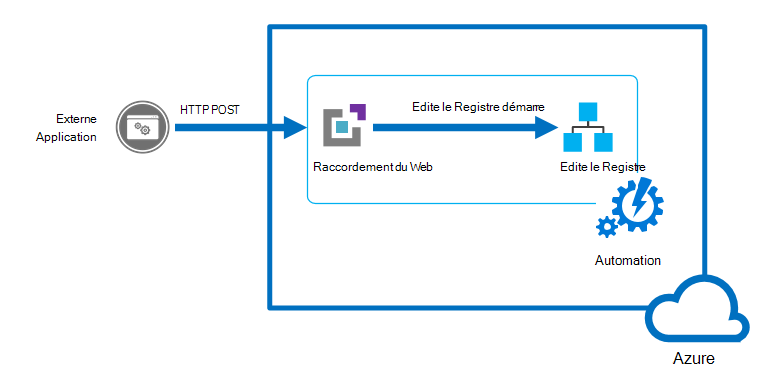 Externe
Application
HTTP POST
Edite le Registre démarre
Raccordement du Web
Edite le Registre
Automation
Azure